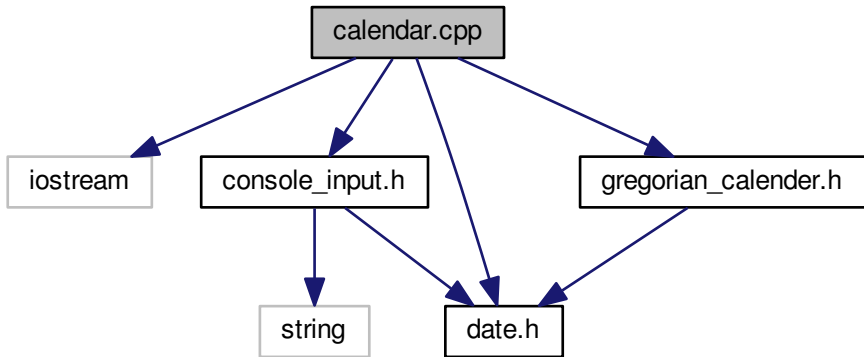 calendar.cpp
iostream
console_input.h
gregorian_calender.h
string
date.h